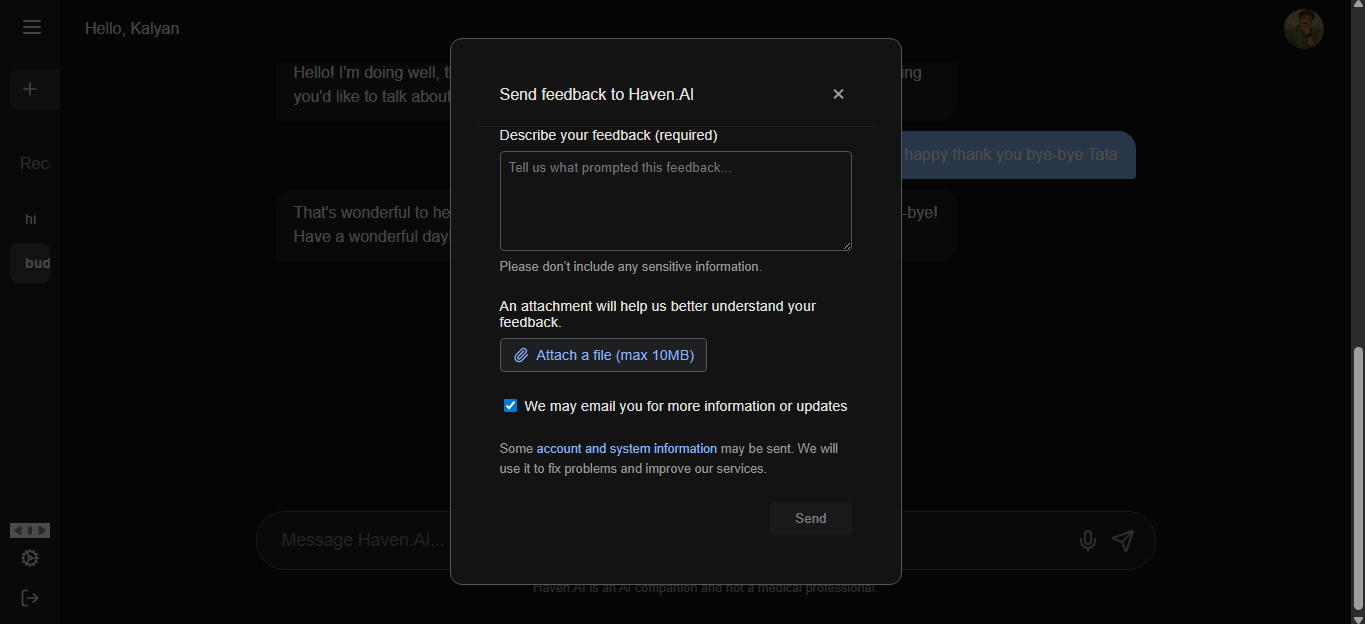 Hello, Kalyan
Hello! I'm doing well, t
ing
you'd like to talk about
Send feedback to Haven.AI
Describe your feedback (required)
Tell us what prompted this feedback...
happy thank you bye-bye Tata
Rec
hi
bud
That's wonderful to he
-bye!
Have a wonderful day!
Please don't include any sensitive information.
An attachment will help us better understand your
feedback.
Attach a file (max 10MB)
We may email you for more information or updates
Some account and system information may be sent. We will
use it to fix problems and improve our services.
Send
Message Haven.AI...
Haven.AI is an AI companion and not a medical professional.